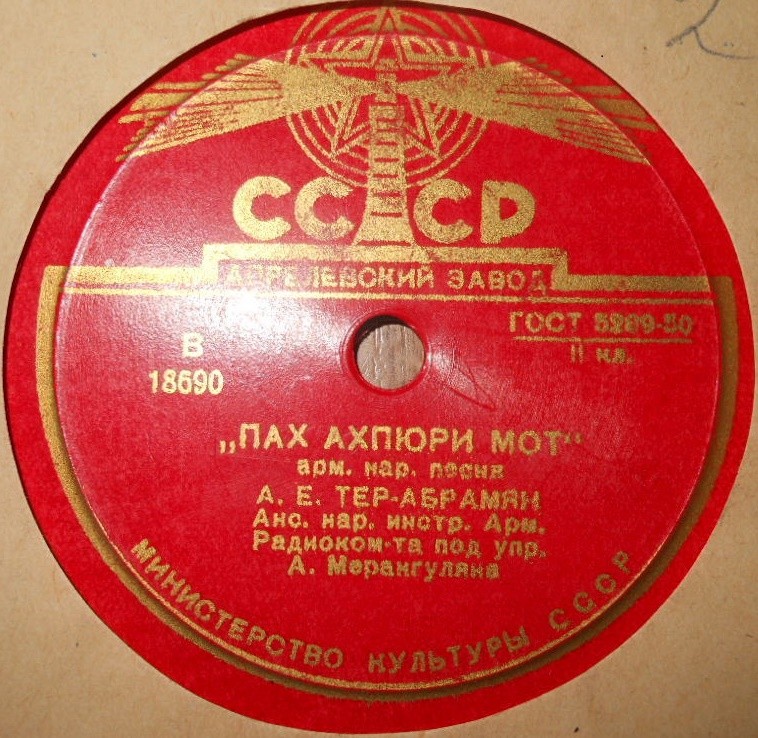 СССР
АПРЕЛЕВСКИЙ ЗАВОД
ГОСТ 5289-50
II кл.
В
18690
„ПАХ АХПЮРИ МОТ“
арм. нар. песня
А. Е. ТЕР-АБРАМЯН
Анс. нар. инстр. Арм.
Радиоком-та под упр.
А. Мерангуляна
МИНИСТЕРСТВО КУЛЬТУРЫ СССР
2